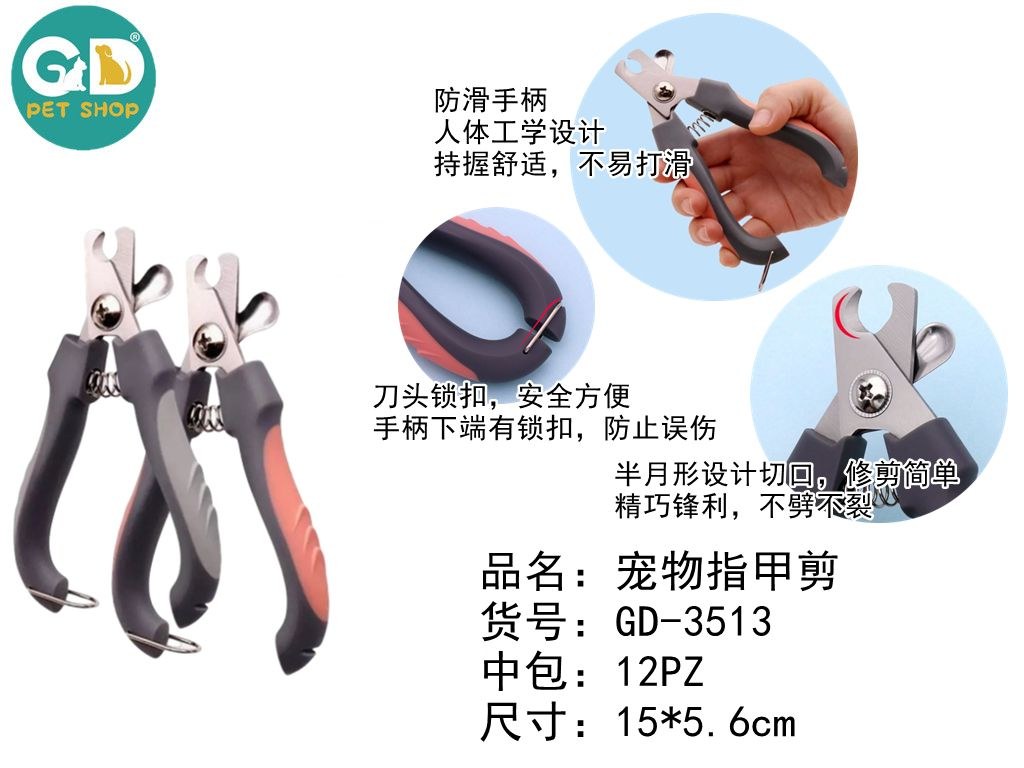 GD®
PET SHOP
防滑手柄
人体工学设计
持握舒适，不易打滑
刀头锁扣，安全方便
手柄下端有锁扣，防止误伤
半月形设计切口，修剪简单
精巧锋利，不劈不裂
品名：宠物指甲剪
货号：GD-3513
中包：12PZ
尺寸：15*5.6cm